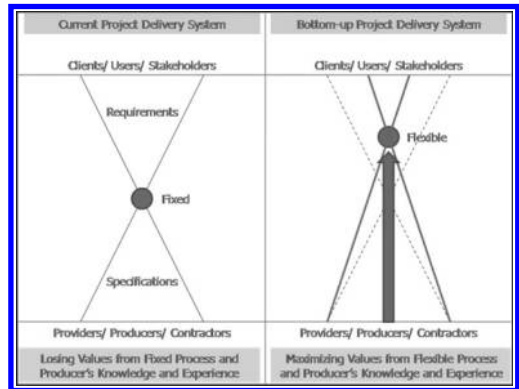 Current Project Delivery System
Clients/ Users/ Stakeholders
Requirements
Fixed
Specifications
Providers/ Producers/ Contractors
Losing Values from Fixed Process and
Producer's Knowledge and Experience
Bottom-up Project Delivery System
Clients/ Users/ Stakeholders
Flexible
Providers/ Producers/ Contractors
Maximizing Values from Flexible Process
and Producer's Knowledge and Experience